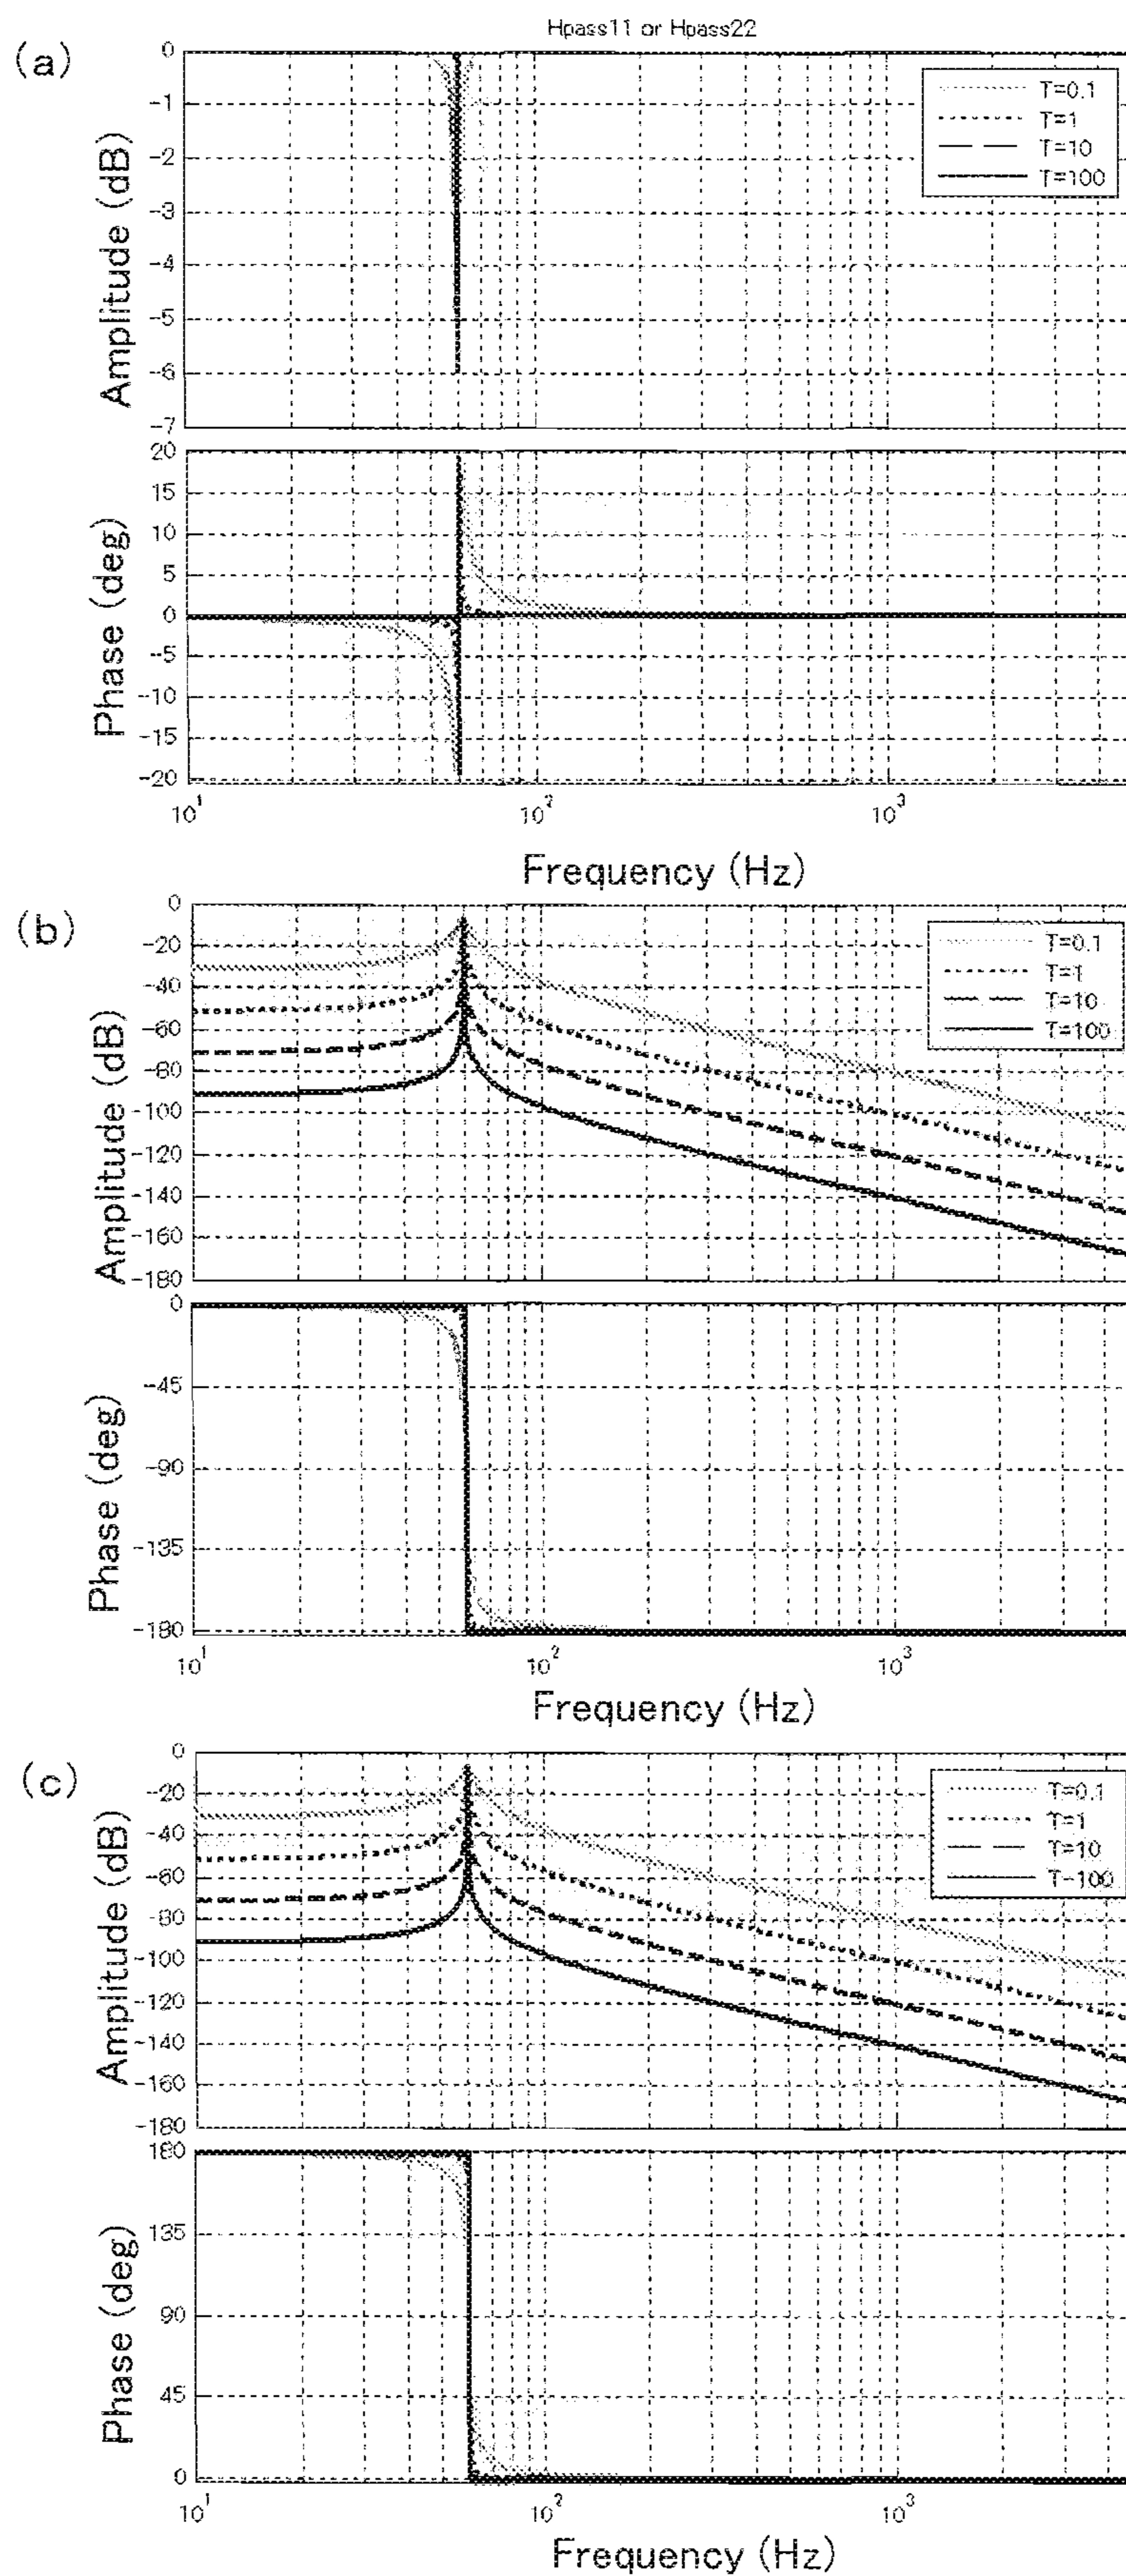 Hpass11 or Hpass22
(a)
Amplitude (dB)
0
-1
-2
-3
-4
-5
-6
-7
T=0.1
T=1
T=10
T=100
Phase (deg)
20
15
10
5
0
-5
-10
-15
-20
10¹
10²
10³
Frequency (Hz)
(b)
Amplitude (dB)
0
-20
-40
-60
-80
-100
-120
-140
-160
-180
T=0.1
T=1
T=10
T=100
Phase (deg)
0
-45
-90
-135
-180
10¹
10²
10³
Frequency (Hz)
(c)
Amplitude (dB)
0
-20
-40
-60
-80
-100
-120
-140
-160
-180
T=0.1
T=1
T=10
T-100
Phase (deg)
180
135
90
45
0
10¹
10²
10³
Frequency (Hz)